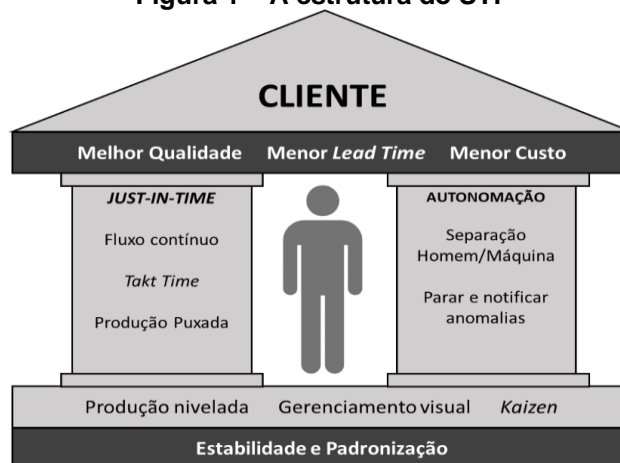 Figura 1 – A estrutura do STP
CLIENTE
Melhor Qualidade Menor Lead Time Menor Custo
JUST-IN-TIME
Fluxo contínuo
Takt Time
Produção Puxada
AUTONOMAÇÃO
Separação
Homem/Máquina
Parar e notificar
anomalias
Produção nivelada Gerenciamento visual Kaizen
Estabilidade e Padronização